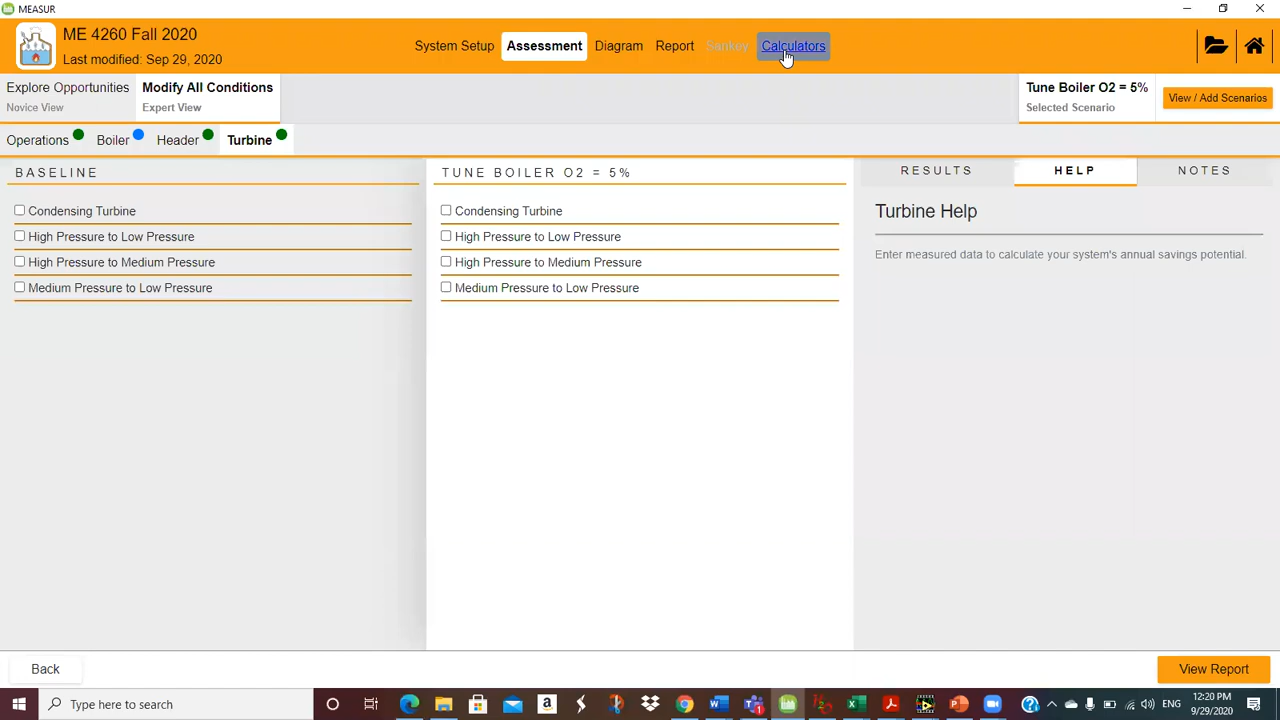 MEASUR
ME 4260 Fall 2020
Last modified: Sep 29, 2020
System Setup
Assessment
Diagram
Report
Sankey
Calculators
Explore Opportunities
Novice View
Modify All Conditions
Expert View
Tune Boiler O2 = 5%
Selected Scenario
View / Add Scenarios
Operations
Boiler
Header
Turbine
BASELINE
Condensing Turbine
High Pressure to Low Pressure
High Pressure to Medium Pressure
Medium Pressure to Low Pressure
TUNE BOILER O2 = 5%
Condensing Turbine
High Pressure to Low Pressure
High Pressure to Medium Pressure
Medium Pressure to Low Pressure
RESULTS
HELP
NOTES
Turbine Help
Enter measured data to calculate your system's annual savings potential.
Back
View Report
Type here to search
ENG
12:20 PM
9/29/2020